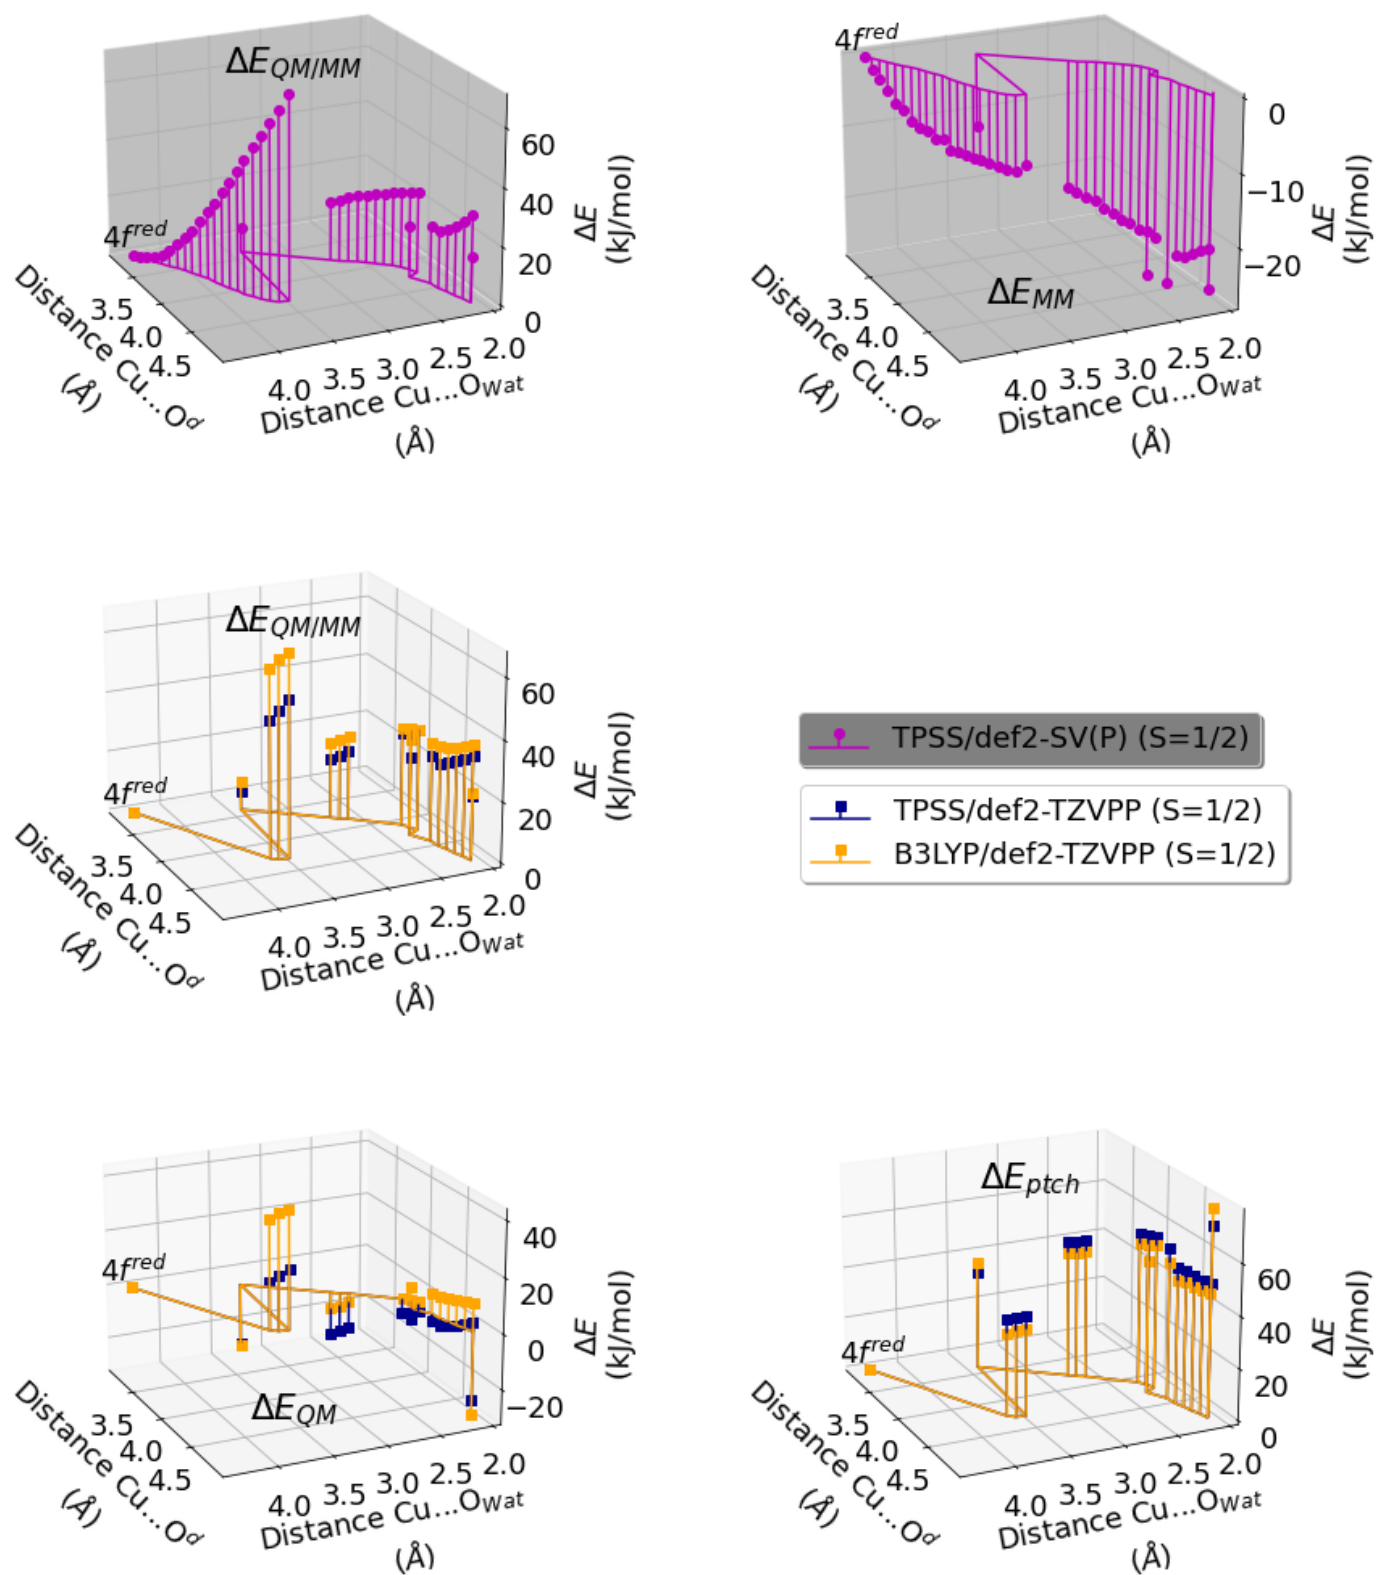 ΔE_QM/MM
4f^red
60
40
20
0
ΔE
(kJ/mol)
3.5
4.0
4.5
Distance Cu...O^d
(Å)
4.0 3.5 3.0 2.5 2.0
Distance Cu...O_Wat
(Å)
4f^red
ΔE_MM
0
−10
−20
ΔE
(kJ/mol)
3.5
4.0
4.5
Distance Cu...O^d
(Å)
4.0 3.5 3.0 2.5 2.0
Distance Cu...O_Wat
(Å)
ΔE_QM/MM
4f^red
60
40
20
0
ΔE
(kJ/mol)
3.5
4.0
4.5
Distance Cu...O^d
(Å)
4.0 3.5 3.0 2.5 2.0
Distance Cu...O_Wat
(Å)
TPSS/def2-SV(P) (S=1/2)
TPSS/def2-TZVPP (S=1/2)
B3LYP/def2-TZVPP (S=1/2)
4f^red
ΔE_QM
40
20
0
−20
ΔE
(kJ/mol)
3.5
4.0
4.5
Distance Cu...O^d
(Å)
4.0 3.5 3.0 2.5 2.0
Distance Cu...O_Wat
(Å)
ΔE_ptch
4f^red
60
40
20
0
ΔE
(kJ/mol)
3.5
4.0
4.5
Distance Cu...O^d
(Å)
4.0 3.5 3.0 2.5 2.0
Distance Cu...O_Wat
(Å)